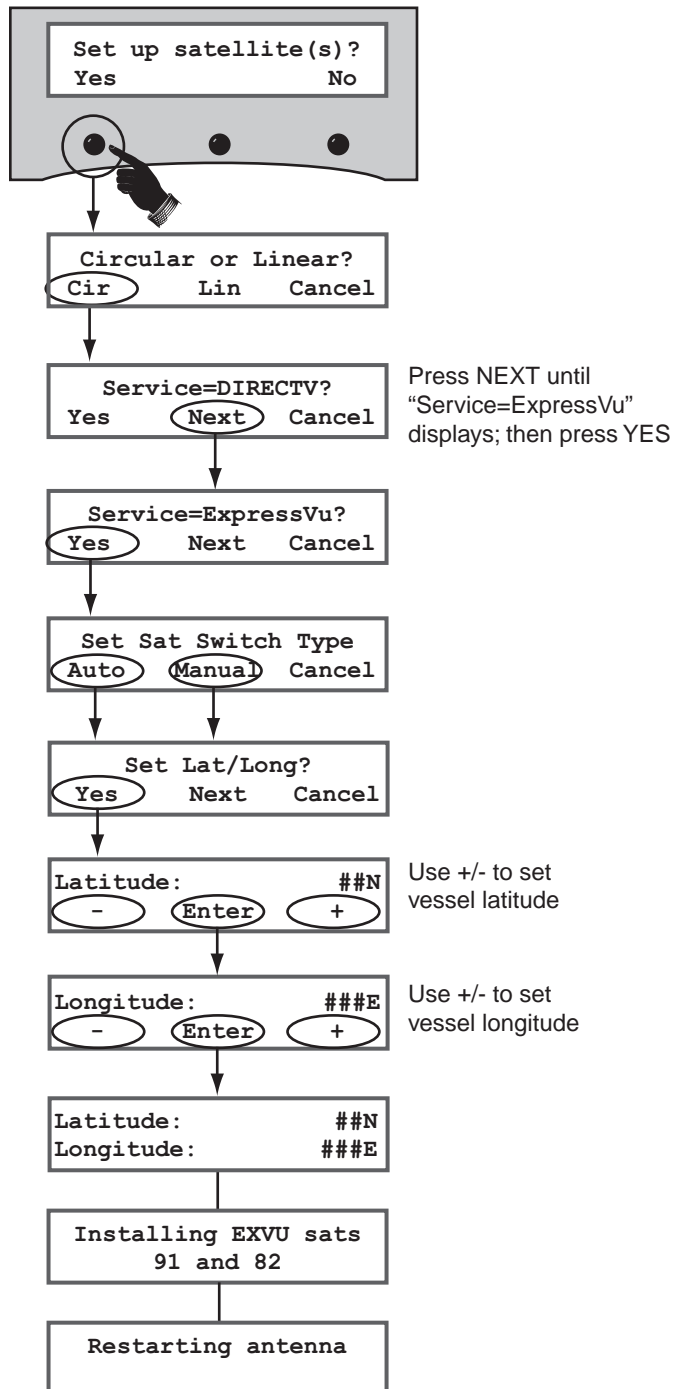 Set up satellite(s)?
Yes No
Circular or Linear?
Cir Lin Cancel
Service=DIRECTV?
Yes Next Cancel
Press NEXT until
“Service=ExpressVu”
displays; then press YES
Service=ExpressVu?
Yes Next Cancel
Set Sat Switch Type
Auto Manual Cancel
Set Lat/Long?
Yes Next Cancel
Latitude: ##N
- Enter +
Use +/- to set
vessel latitude
Longitude: ###E
- Enter +
Use +/- to set
vessel longitude
Latitude: ##N
Longitude: ###E
Installing EXVU sats
91 and 82
Restarting antenna